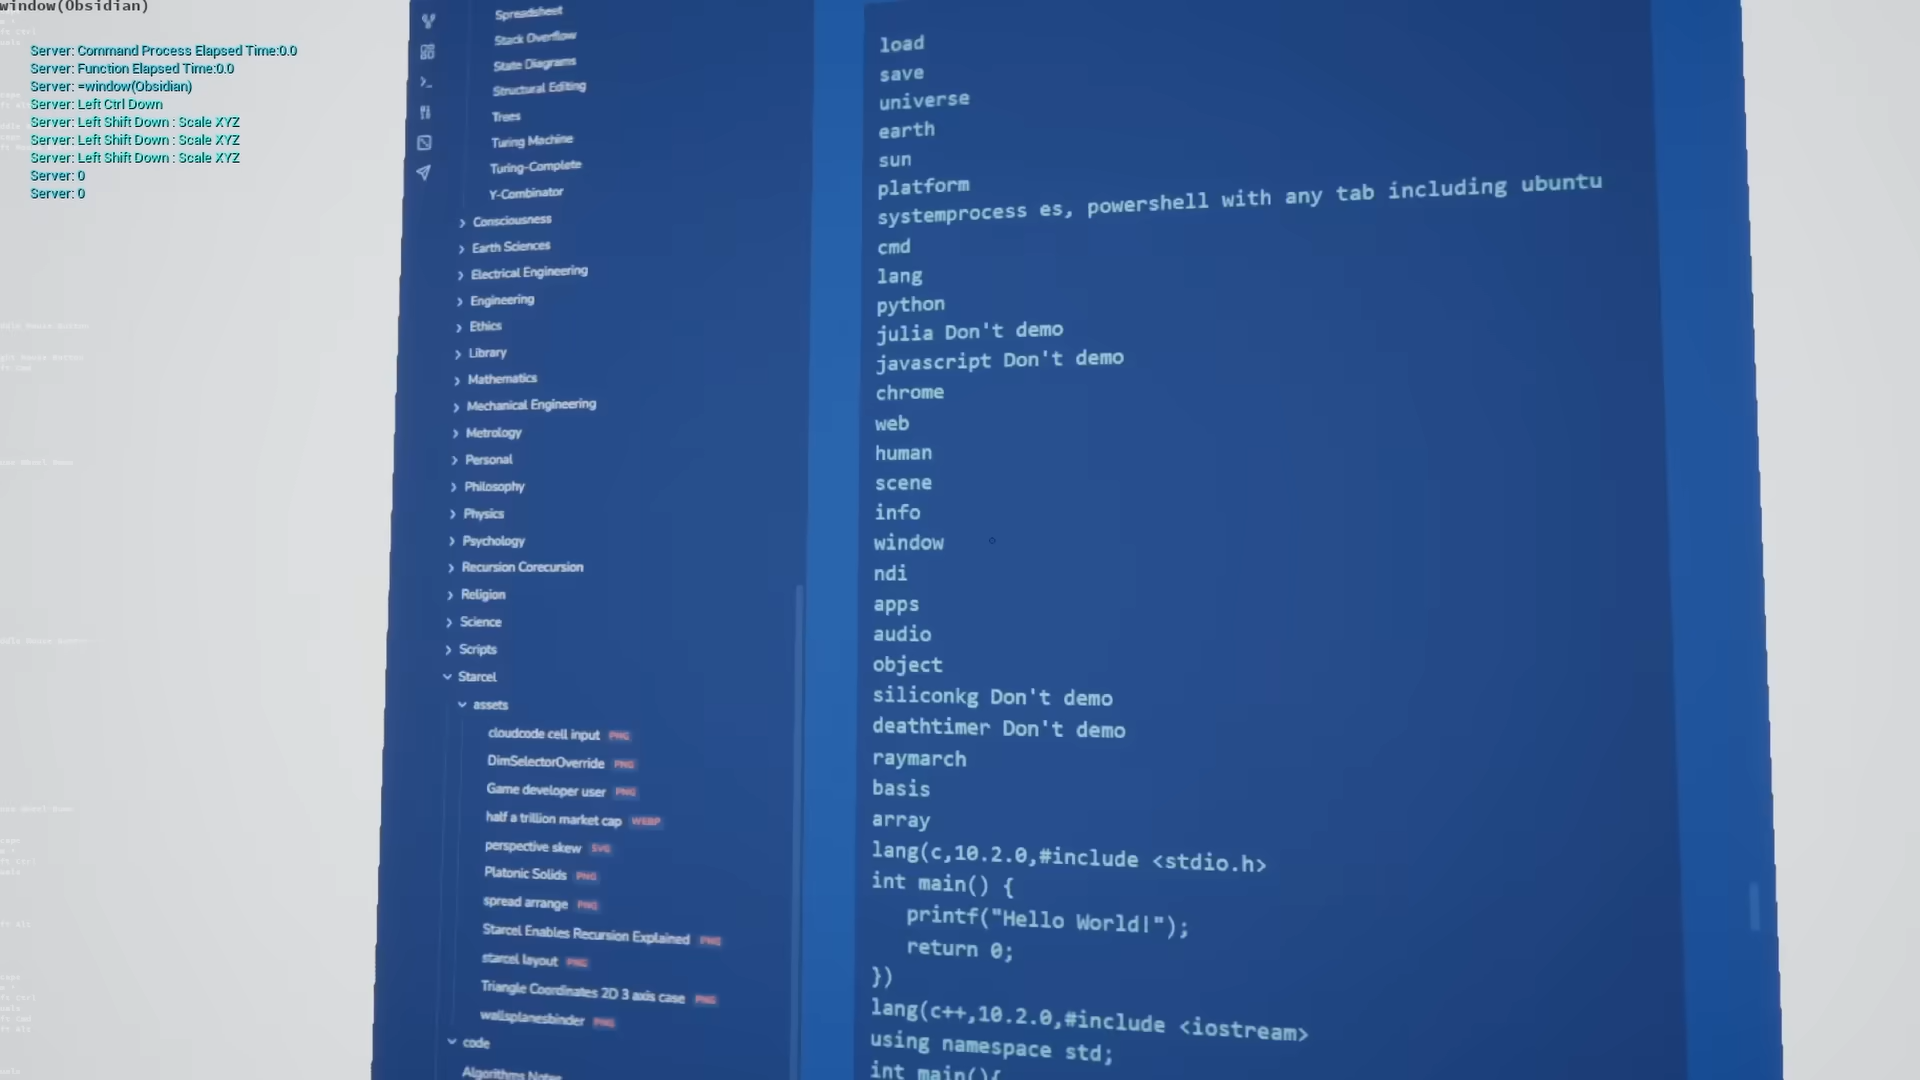 window(Obsidian)
Server: Command Process Elapsed Time:0.0
Server: Function Elapsed Time:0.0
Server: =window(Obsidian)
Server: Left Ctrl Down
Server: Left Shift Down : Scale XYZ
Server: Left Shift Down : Scale XYZ
Server: Left Shift Down : Scale XYZ
Server: 0
Server: 0
Spreadsheet
Stack Overflow
State Diagrams
Structural Editing
Trees
Turing Machine
Turing-Complete
Y-Combinator
Consciousness
Earth Sciences
Electrical Engineering
Engineering
Ethics
Library
Mathematics
Mechanical Engineering
Metrology
Personal
Philosophy
Physics
Psychology
Recursion Corecursion
Religion
Science
Scripts
Starcel
assets
cloudcode cell input PNG
DimSelectorOverride PNG
Game developer user PNG
half a trillion market cap WEBP
perspective skew SVG
Platonic Solids PNG
spread arrange PNG
Starcel Enables Recursion Explained PNG
starcel layout PNG
Triangle Coordinates 2D 3 axis case PNG
wallsplanesbinder PNG
code
Algorithms Notes
load
save
universe
earth
sun
platform
systemprocess es, powershell with any tab including ubuntu
cmd
lang
python
julia Don't demo
javascript Don't demo
chrome
web
human
scene
info
window
ndi
apps
audio
object
siliconkg Don't demo
deathtimer Don't demo
raymarch
basis
array
lang(c,10.2.0,#include <stdio.h>
int main() {
printf("Hello World!");
return 0;
})
lang(c++,10.2.0,#include <iostream>
using namespace std;
int main(){